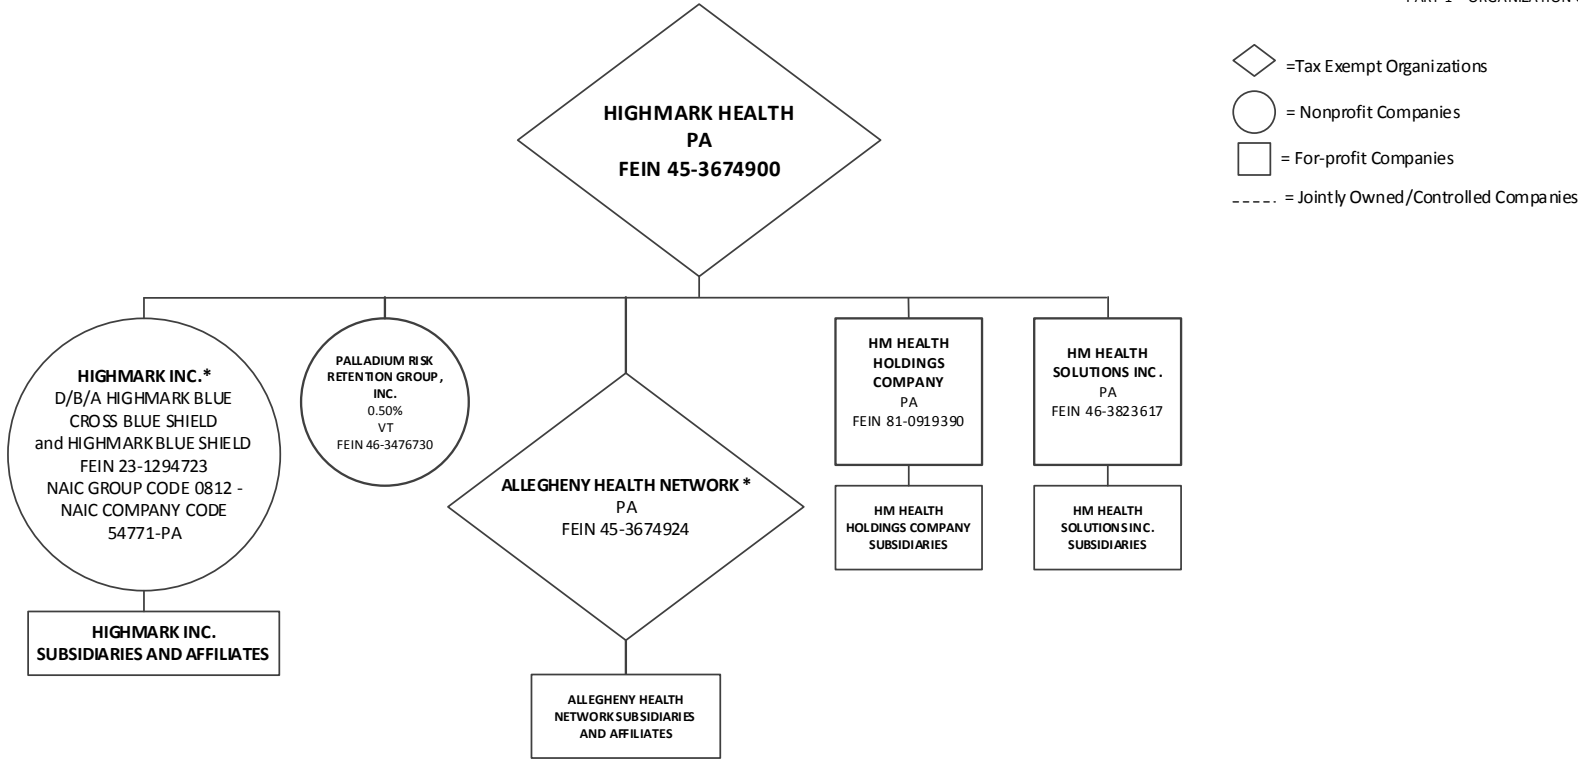 PART 1 – ORGANIZATION
=Tax Exempt Organizations
= Nonprofit Companies
= For-profit Companies
= Jointly Owned/Controlled Companies
HIGHMARK HEALTH
PA
FEIN 45-3674900
HIGHMARK INC.*
D/B/A HIGHMARK BLUE
CROSS BLUE SHIELD
and HIGHMARK BLUE SHIELD
FEIN 23-1294723
NAIC GROUP CODE 0812 -
NAIC COMPANY CODE
54771-PA
HIGHMARK INC.
SUBSIDIARIES AND AFFILIATES
PALLADIUM RISK
RETENTION GROUP,
INC.
0.50%
VT
FEIN 46-3476730
ALLEGHENY HEALTH NETWORK *
PA
FEIN 45-3674924
ALLEGHENY HEALTH
NETWORK SUBSIDIARIES
AND AFFILIATES
HM HEALTH
HOLDINGS
COMPANY
PA
FEIN 81-0919390
HM HEALTH
HOLDINGS COMPANY
SUBSIDIARIES
HM HEALTH
SOLUTIONS INC.
PA
FEIN 46-3823617
HM HEALTH
SOLUTIONS INC.
SUBSIDIARIES